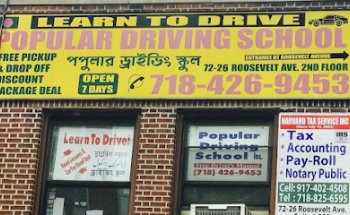 LEARN TO DRIVE
POPULAR DRIVING SCHOOL
FREE PICKUP
& DROP OFF
DISCOUNT
PACKAGE DEAL
পপুলার ড্রাইভিং স্কুল
ENTRANCE AT ROOSEVELT AVENUE
72-26 ROOSEVELT AVE. 2ND FLOOR
OPEN
7 DAYS
718-426-9453
Learn To Drive!
Popular
Driving
School Inc.
(718) 426-9453
HARVARD TAX SERVICE INC
Tax
IRS
Accounting
Pay-Roll
Notary Public
Cell: 917-402-4508
Tel : 718-825-6595
72-26 Roosevelt Ave.